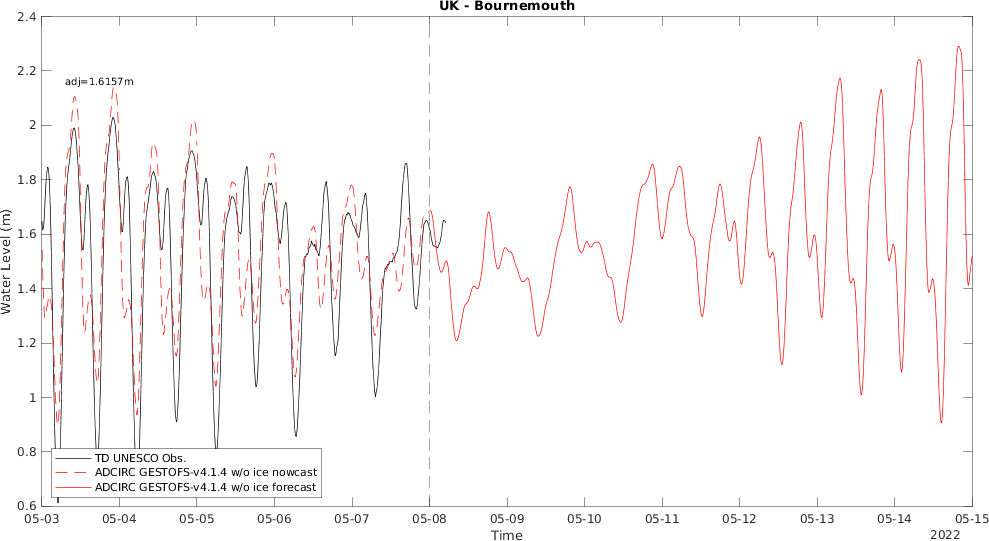 UK - Bournemouth
adj=1.6157m
Water Level (m)
2.4
2.2
2
1.8
1.6
1.4
1.2
1
0.8
0.6
TD UNESCO Obs.
ADCIRC GESTOFS-v4.1.4 w/o ice nowcast
ADCIRC GESTOFS-v4.1.4 w/o ice forecast
05-03 05-04 05-05 05-06 05-07 05-08 05-09 05-10 05-11 05-12 05-13 05-14 05-15
Time
2022